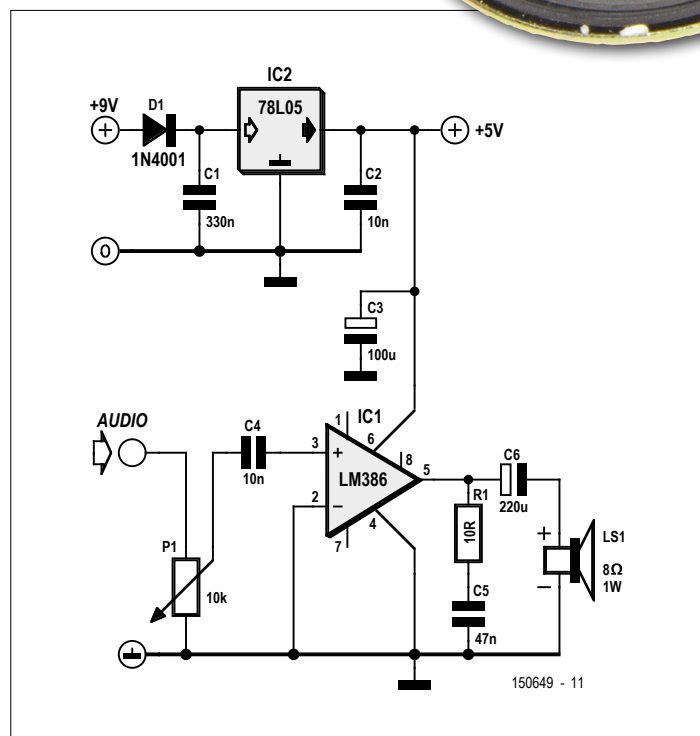 IC2
+9V
D1
78L05
+
+
+5V
1N4001
C1
330n
C2
10n
0
C3
100u
AUDIO
C4
10n
1
IC1
6
3
+
8
5
LM386
2
−
4
7
R1
10R
C6
220u
+
−
LS1
8Ω
1W
P1
10k
C5
47n
150649 - 11